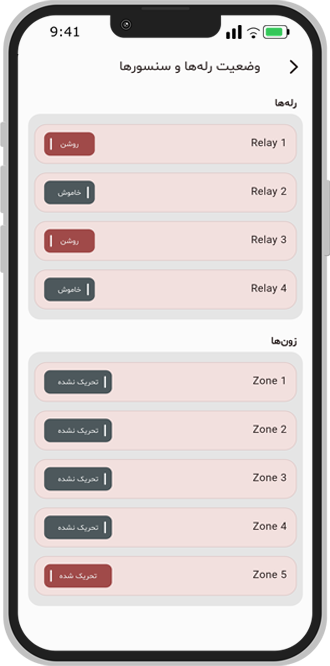 9:41
وضعیت رله‌ها و سنسورها
رله‌ها
Relay 1 روشن
Relay 2 خاموش
Relay 3 روشن
Relay 4 خاموش
زون‌ها
Zone 1 تحریک نشده
Zone 2 تحریک نشده
Zone 3 تحریک نشده
Zone 4 تحریک نشده
Zone 5 تحریک شده